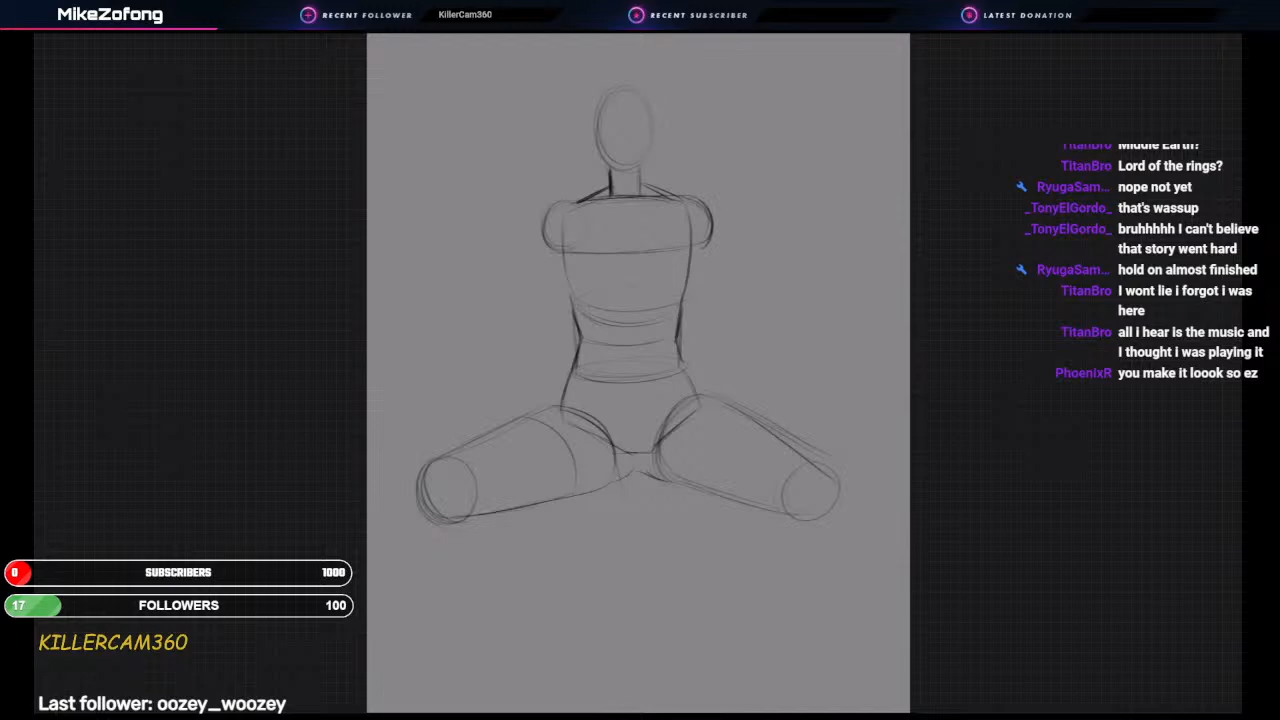 MikeZofong
RECENT FOLLOWER
KillerCam360
RECENT SUBSCRIBER
LATEST DONATION
TitanBro Middle Earth?
TitanBro Lord of the rings?
RyugaSam... nope not yet
_TonyElGordo_ that's wassup
_TonyElGordo_ bruhhhhh I can't believe
that story went hard
RyugaSam... hold on almost finished
TitanBro I wont lie i forgot i was
here
TitanBro all i hear is the music and
I thought i was playing it
PhoenixR you make it loook so ez
0 SUBSCRIBERS 1000
17 FOLLOWERS 100
KILLERCAM360
Last follower: oozey_woozey